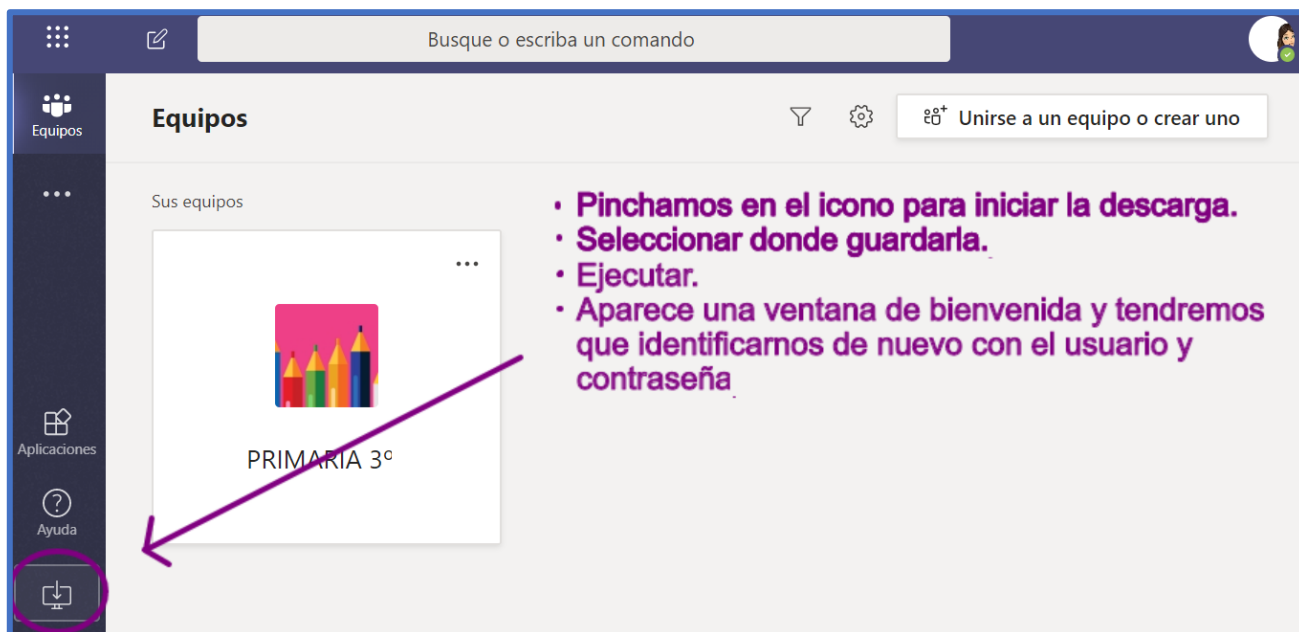 Busque o escriba un comando
Equipos
Equipos
Unirse a un equipo o crear uno
Sus equipos
· Pinchamos en el icono para iniciar la descarga.
· Seleccionar donde guardarla.
· Ejecutar.
· Aparece una ventana de bienvenida y tendremos
que identificarnos de nuevo con el usuario y
contraseña
PRIMARIA 3º
Aplicaciones
Ayuda